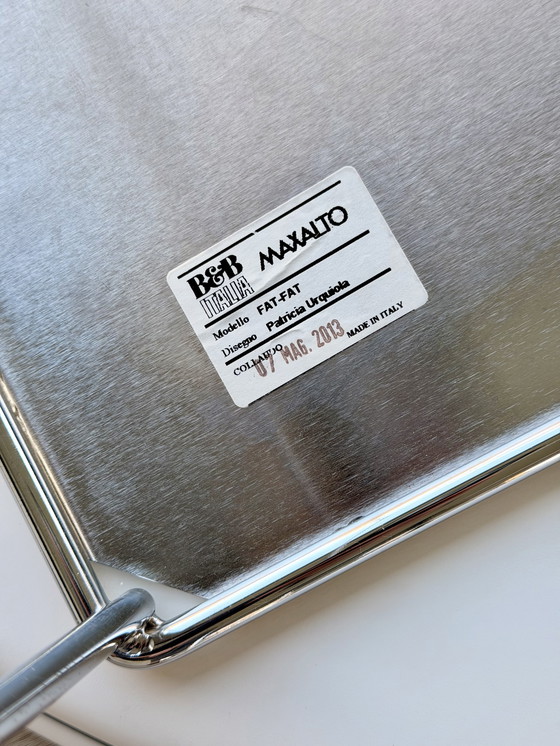 B&B
ITALIA
MAXALTO
Modello FAT-FAT
Disegno Patricia Urquiola
COLLAUDO 07 MAG. 2013 MADE IN ITALY